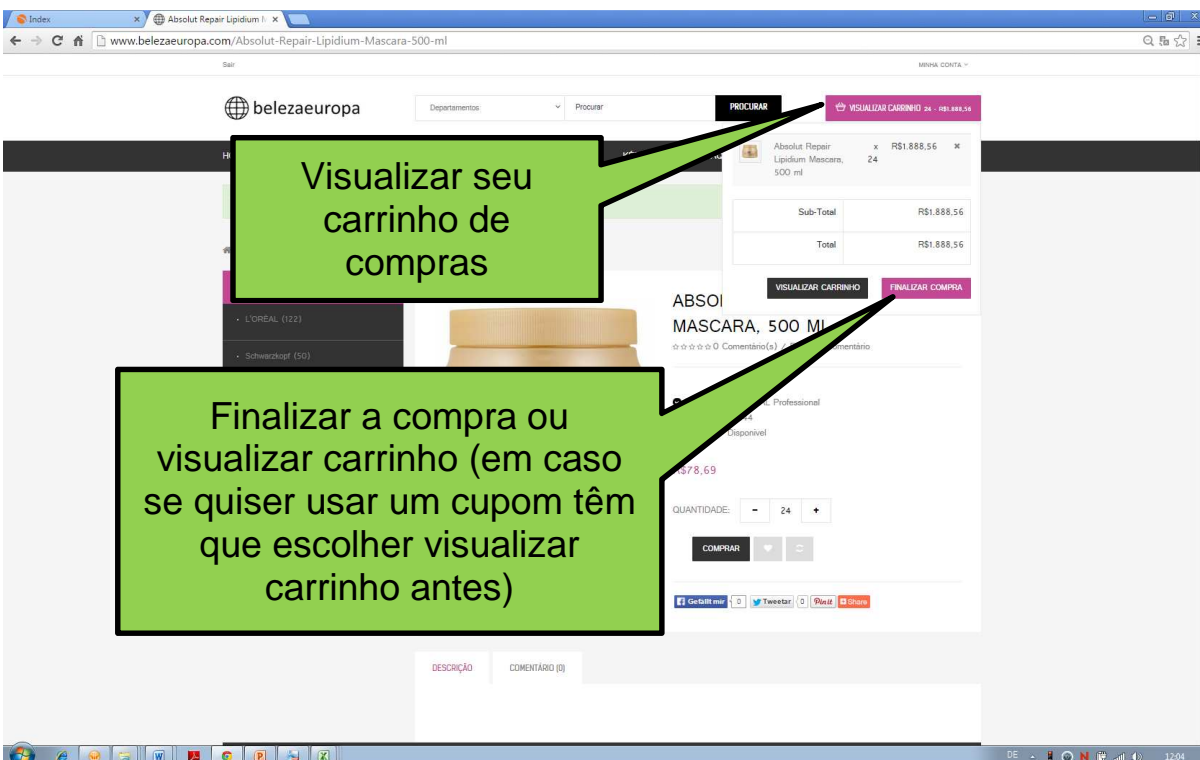 Index
Absolut Repair Lipidium M
www.belezaeuropa.com/Absolut-Repair-Lipidium-Mascara-500-ml
Sair
MINHA CONTA
belezaeuropa
Departamentos
Procurar
PROCURAR
VISUALIZAR CARRINHO 24 - R$1.888,56
Visualizar seu
carrinho de
compras
Absolut Repair x R$1.888,56
Lipidium Mascara, 24
500 ml
Sub-Total R$1.888,56
Total R$1.888,56
VISUALIZAR CARRINHO FINALIZAR COMPRA
MASCARA, 500 ML
L'ORÉAL (122)
0 Comentário(s) /
Schwarzkopf (50)
Finalizar a compra ou
visualizar carrinho (em caso
se quiser usar um cupom têm
que escolher visualizar
carrinho antes)
Professional
Disponível
R$78,69
QUANTIDADE: - 24 +
COMPRAR
Gefällt mir 0 Tweetar 0 Pin it Share
DESCRIÇÃO COMENTÁRIO (0)
DE 12:04